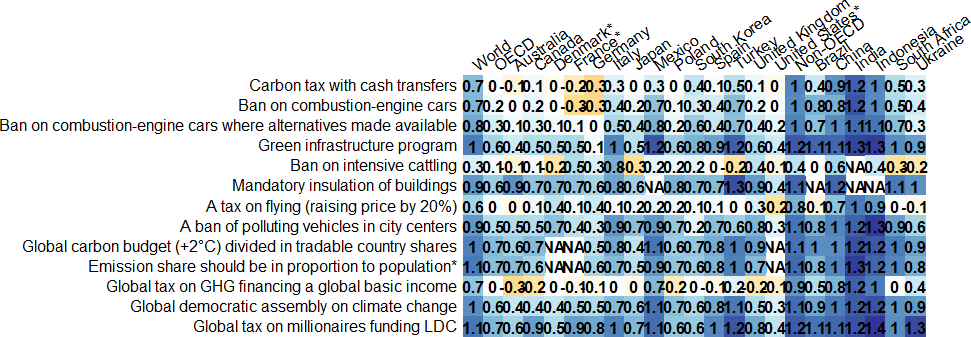 World OECD Australia Canada Denmark* France* Germany Italy Japan Mexico Poland South Korea Spain Turkey United Kingdom United States* Non-OECD Brazil China India Indonesia South Africa Ukraine
Carbon tax with cash transfers 0.7 0 -0.1 0.1 0 -0.2 -0.3 0.3 0 0.3 0 0.4 0.1 0.5 0.1 0 1 0.4 0.9 1.2 1 0.5 0.3
Ban on combustion-engine cars 0.7 0.2 0 0.2 0 -0.3 -0.3 0.4 0.2 0.7 0.1 0.3 0.4 0.7 0.2 0 1 0.8 0.8 1.2 1 0.5 0.4
Ban on combustion-engine cars where alternatives made available 0.8 0.3 0.1 0.3 0.1 0.1 0 0.5 0.4 0.8 0.2 0.6 0.4 0.7 0.4 0.2 1 0.7 1 1.1 1.1 0.7 0.3
Green infrastructure program 1 0.6 0.4 0.5 0.5 0.5 0.1 1 0.5 1.2 0.6 0.8 0.9 1.2 0.6 0.4 1.2 1.1 1.1 1.3 1.3 1 0.9
Ban on intensive cattling 0.3 0.1 -0.1 0.1 -0.2 0.5 0.3 0.8 -0.3 0.2 0.2 0.2 0 -0.2 0.1 -0.1 0.4 0 0.6 NA 0.4 -0.3 -0.2
Mandatory insulation of buildings 0.9 0.6 0.9 0.7 0.7 0.7 0.6 0.8 0.6 NA 0.8 0.7 0.7 1.3 0.9 0.4 1.1 NA 1.2 NA NA 1.1 1
A tax on flying (raising price by 20%) 0.6 0 0 0.1 0.4 0.1 0.4 0.1 0.2 0.2 0.2 0.2 0.1 0 0.3 -0.2 0.8 -0.1 0.7 1 0.9 0 -0.1
A ban of polluting vehicles in city centers 0.9 0.5 0.5 0.5 0.7 0.4 0.3 0.9 0.7 0.9 0.7 0.2 0.7 0.6 0.8 0.3 1.1 0.8 1 1.2 1.3 0.9 0.6
Global carbon budget (+2°C) divided in tradable country shares 1 0.7 0.6 0.7 NA NA 0.5 0.8 0.4 1.1 0.6 0.7 0.8 1 0.9 NA 1.1 1 1 1.2 1.2 1 0.9
Emission share should be in proportion to population* 1.1 0.7 0.7 0.6 NA NA 0.6 0.7 0.5 0.9 0.7 0.6 0.8 1 0.7 NA 1.1 0.8 1 1.3 1.2 1 0.8
Global tax on GHG financing a global basic income 0.7 0 -0.3 -0.2 0 -0.1 0.1 0 0 0.7 -0.2 0 -0.1 0.2 -0.2 0.1 0.9 0.5 0.8 1.2 1 0 0.4
Global democratic assembly on climate change 1 0.6 0.4 0.4 0.4 0.5 0.5 0.7 0.6 1.1 0.7 0.6 0.8 1.1 0.5 0.3 1.1 0.9 1.1 1.2 1.1 0.9 0.9
Global tax on millionaires funding LDC 1.1 0.7 0.6 0.9 0.5 0.9 0.8 1 0.7 1.1 0.6 0.6 1 1.2 0.8 0.4 1.2 1.1 1.1 1.2 1.4 1 1.3